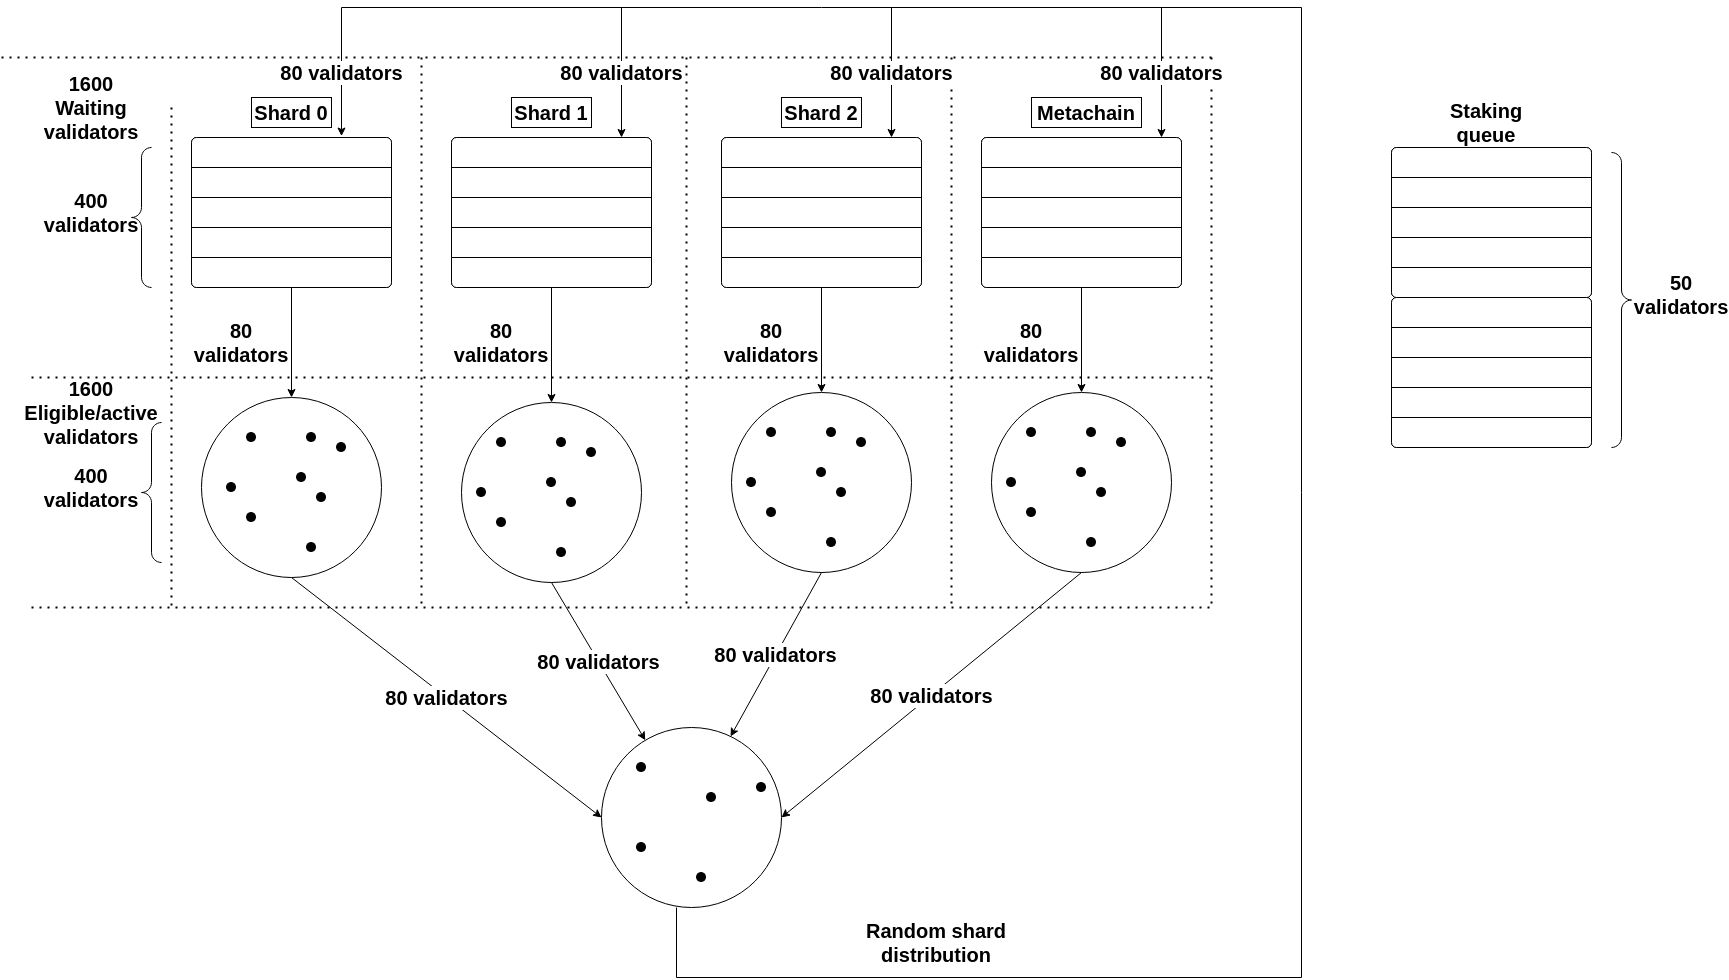 80 validators
80 validators
80 validators
80 validators
1600
Waiting
validators
Shard 0
Shard 1
Shard 2
Metachain
Staking
queue
400
validators
50
validators
80
validators
80
validators
80
validators
80
validators
1600
Eligible/active
validators
400
validators
80 validators
80 validators
80 validators
80 validators
Random shard
distribution